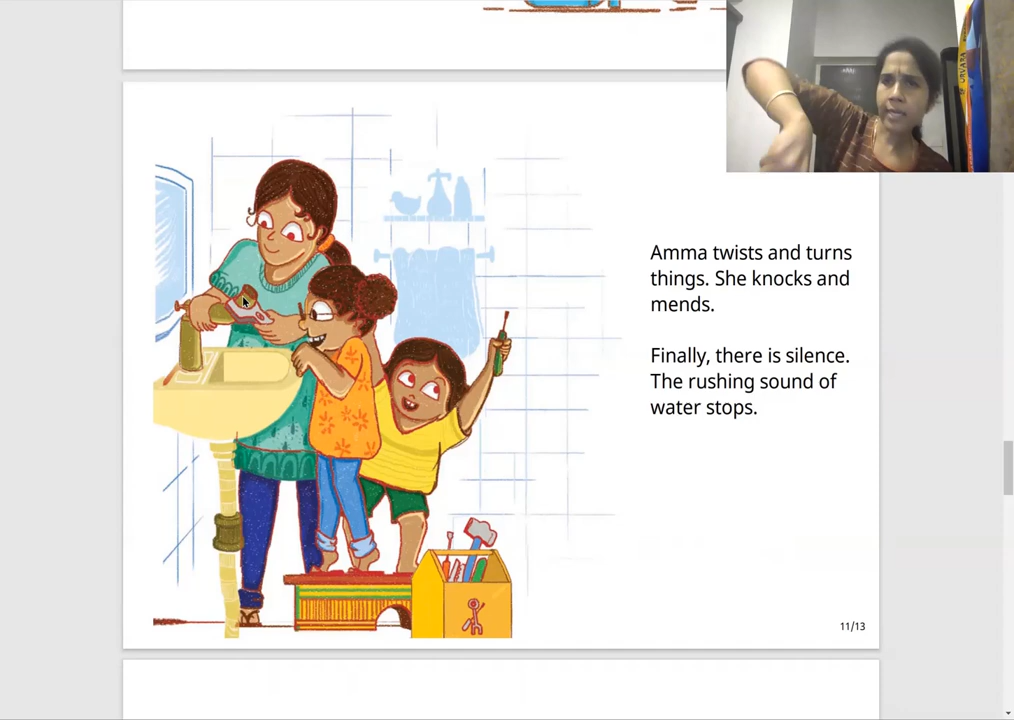 Amma twists and turns
things. She knocks and
mends.
Finally, there is silence.
The rushing sound of
water stops.
11/13